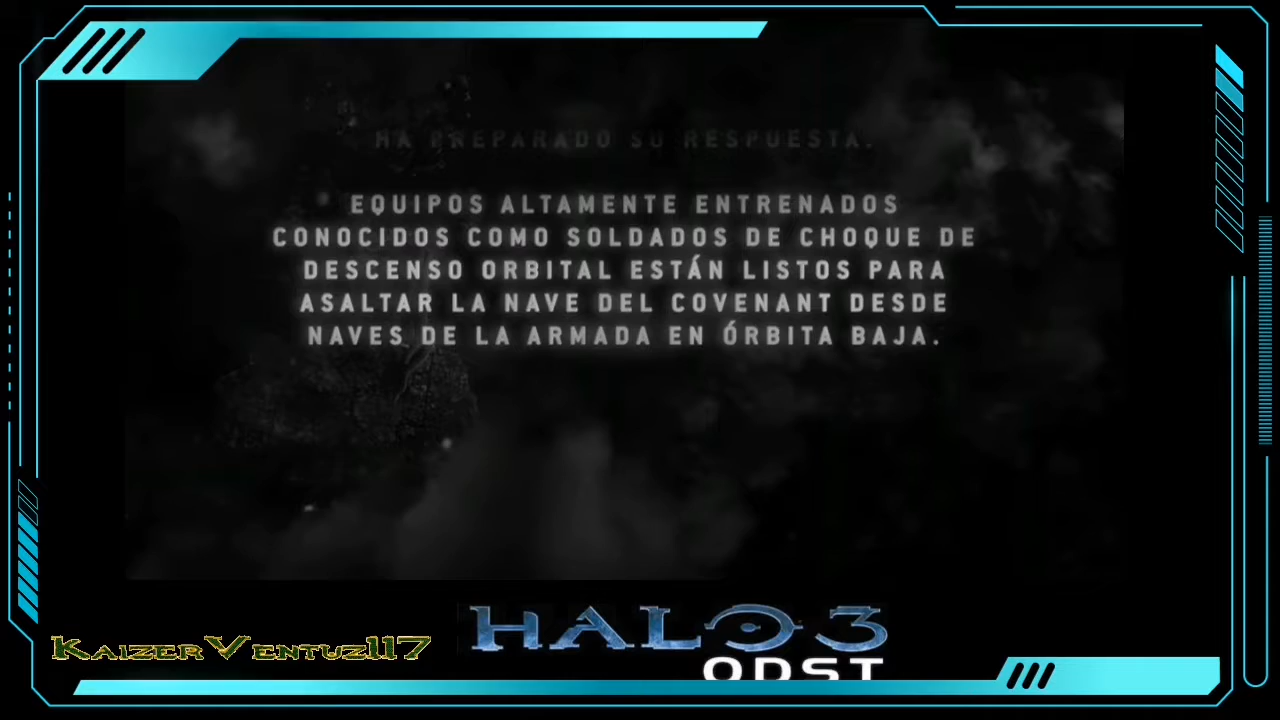 HA PREPARADO SU RESPUESTA.
EQUIPOS ALTAMENTE ENTRENADOS
CONOCIDOS COMO SOLDADOS DE CHOQUE DE
DESCENSO ORBITAL ESTÁN LISTOS PARA
ASALTAR LA NAVE DEL COVENANT DESDE
NAVES DE LA ARMADA EN ÓRBITA BAJA.
KAIZERVENTUZ117
HALO 3
ODST